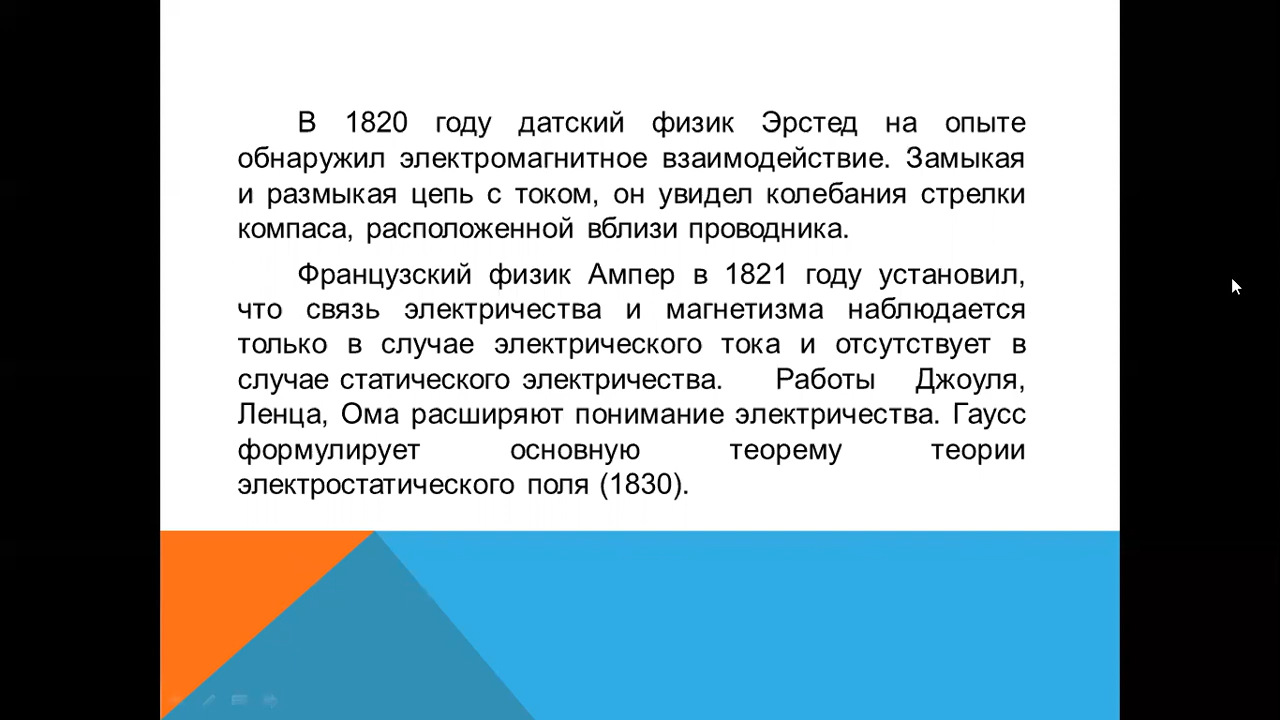 В 1820 году датский физик Эрстед на опыте
обнаружил электромагнитное взаимодействие. Замыкая
и размыкая цепь с током, он увидел колебания стрелки
компаса, расположенной вблизи проводника.
Французский физик Ампер в 1821 году установил,
что связь электричества и магнетизма наблюдается
только в случае электрического тока и отсутствует в
случае статического электричества. Работы Джоуля,
Ленца, Ома расширяют понимание электричества. Гаусс
формулирует основную теорему теории
электростатического поля (1830).